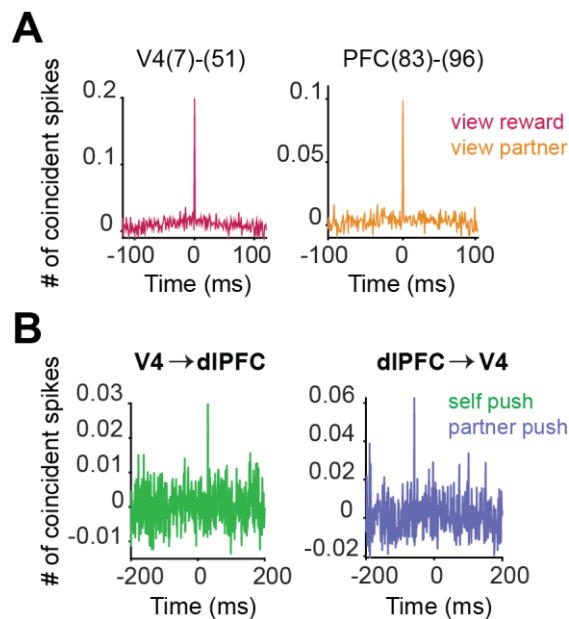 A
V4(7)-(51)
PFC(83)-(96)
# of coincident spikes
0.2
0.1
0
-100
0
100
Time (ms)
0.1
0.05
0
-100
0
100
Time (ms)
view reward
view partner
B
V4→dlPFC
dlPFC→V4
# of coincident spikes
0.03
0.02
0.01
0
-0.01
-200
0
200
Time (ms)
0.06
0.04
0.02
0
-0.02
-200
0
200
Time (ms)
self push
partner push